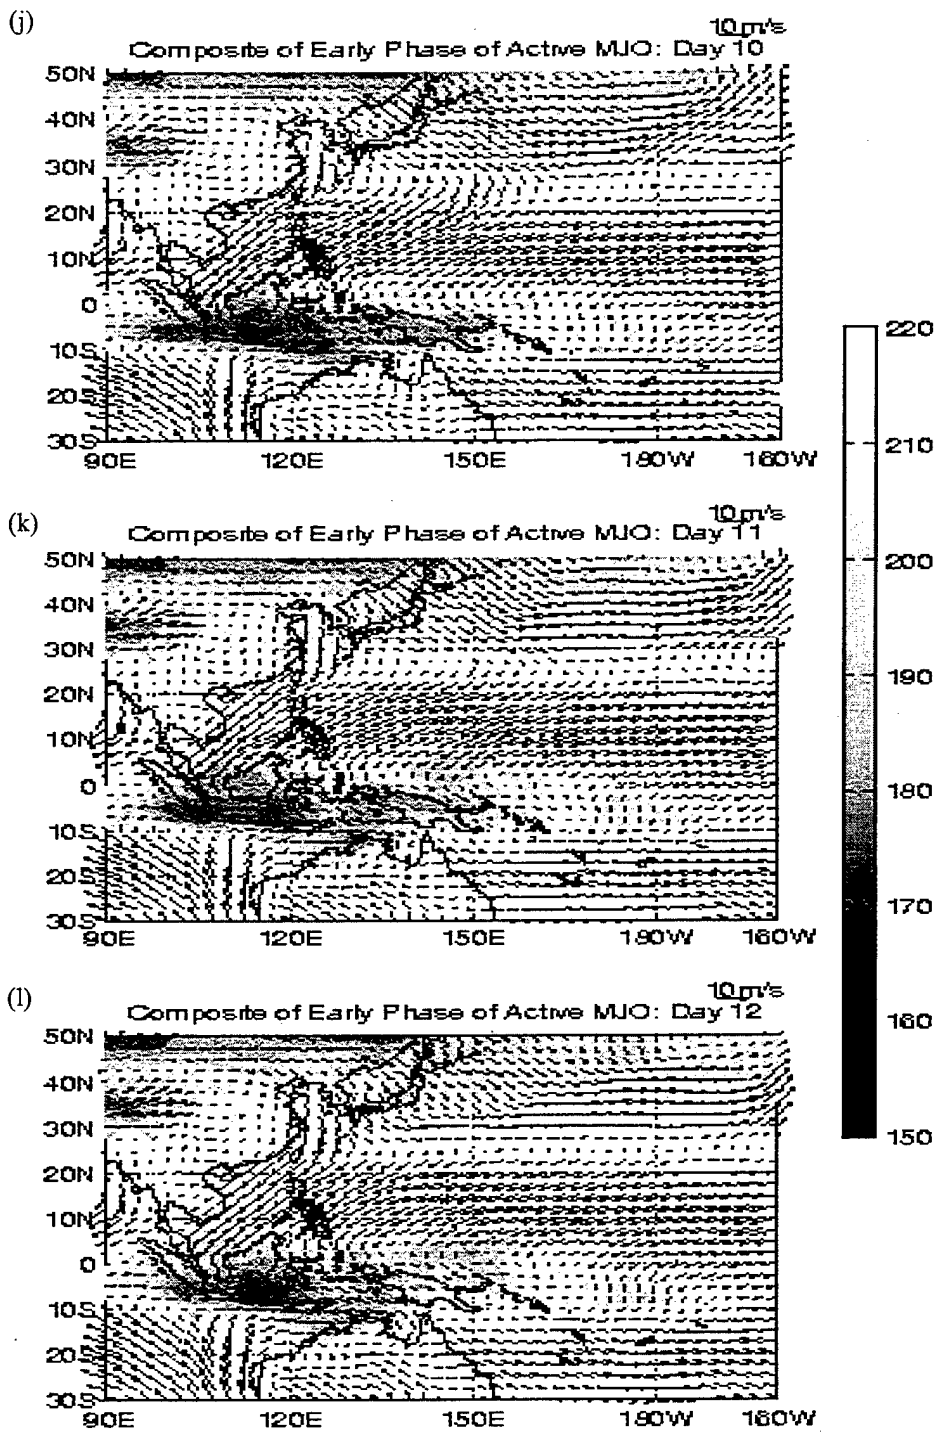 (j)
10 m/s
Composite of Early Phase of Active MJO: Day 10
50N
40N
30N
20N
10N
0
10S
20S
30S
90E 120E 150E 180W 160W
(k)
10 m/s
Composite of Early Phase of Active MJO: Day 11
50N
40N
30N
20N
10N
0
10S
20S
30S
90E 120E 150E 180W 160W
(l)
10 m/s
Composite of Early Phase of Active MJO: Day 12
50N
40N
30N
20N
10N
0
10S
20S
30S
90E 120E 150E 180W 160W
220
210
200
190
180
170
160
150